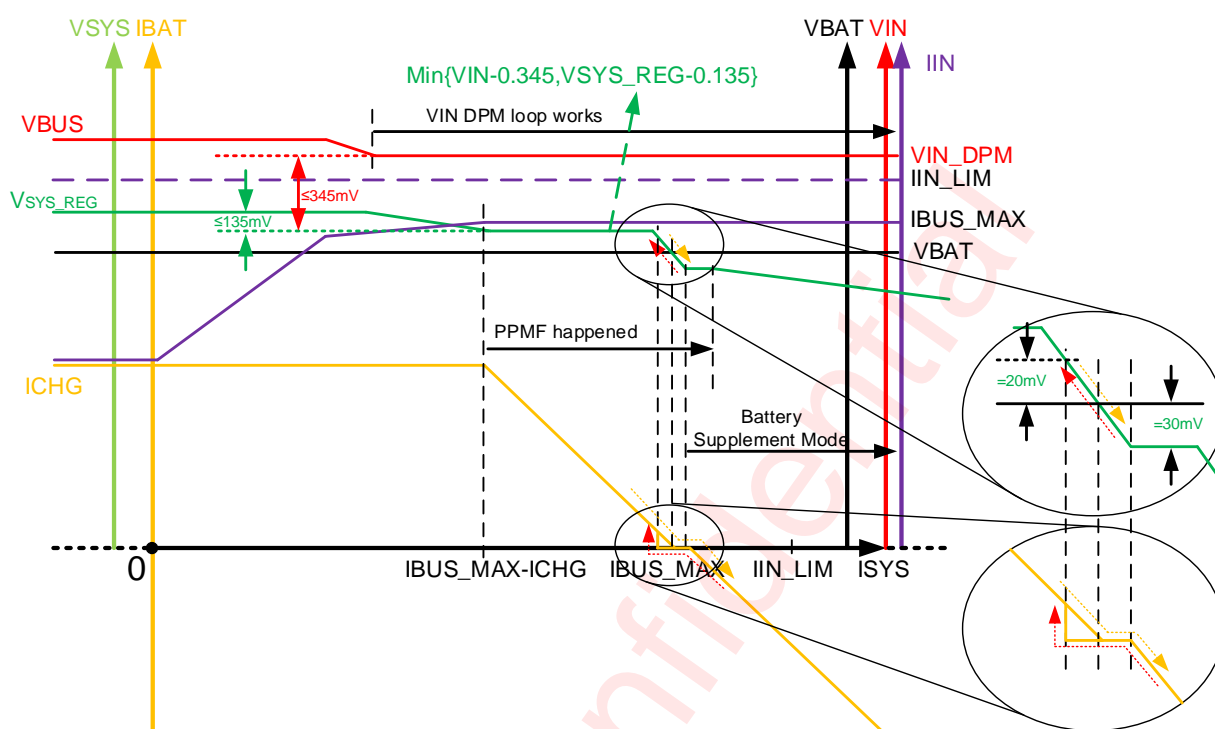 VSYS IBAT
VBAT VIN
IIN
Min{VIN-0.345,VSYS_REG-0.135}
VIN DPM loop works
VBUS
VIN_DPM
IIN_LIM
≤345mV
VSYS_REG
≤135mV
IBUS_MAX
VBAT
PPMF happened
ICHG
=20mV
=30mV
Battery
Supplement Mode
0
IBUS_MAX-ICHG
IBUS_MAX
IIN_LIM
ISYS
nfidential